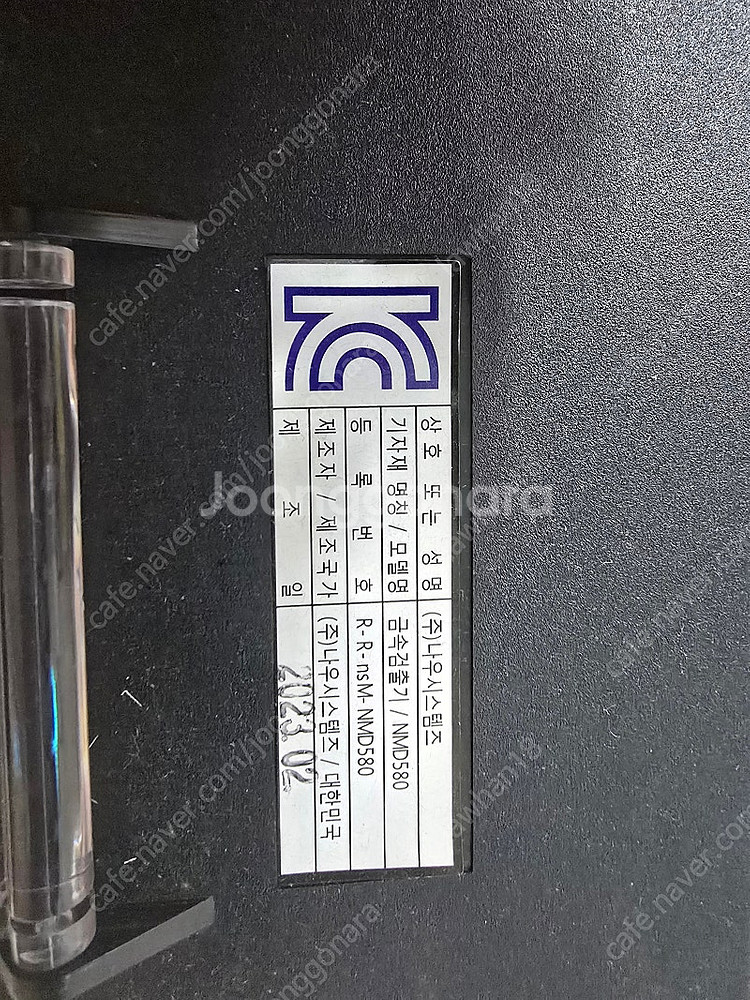 KC
상호 또는 성명 (주)나우시스템즈
기자재 명칭 / 모델명 금속검출기 / NMD580
등록번호 R- R- nsM- NMD580
제조자 / 제조국가 (주)나우시스템즈 / 대한민국
제조일 2023.02
Joonggonara
cafe.naver.com/joonggonara